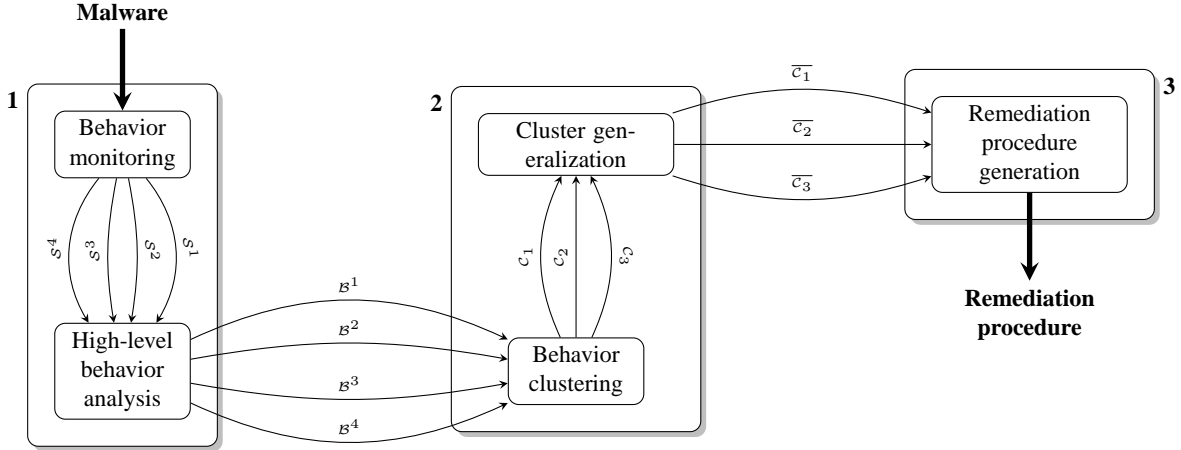 Malware
1
Behavior
monitoring
𝒮⁴
𝒮³
𝒮²
𝒮¹
High-level
behavior
analysis
ℬ¹
ℬ²
ℬ³
ℬ⁴
2
Cluster gen-
eralization
𝒞₁
𝒞₂
𝒞₃
Behavior
clustering
𝒞₁̅
𝒞₂̅
𝒞₃̅
3
Remediation
procedure
generation
Remediation
procedure